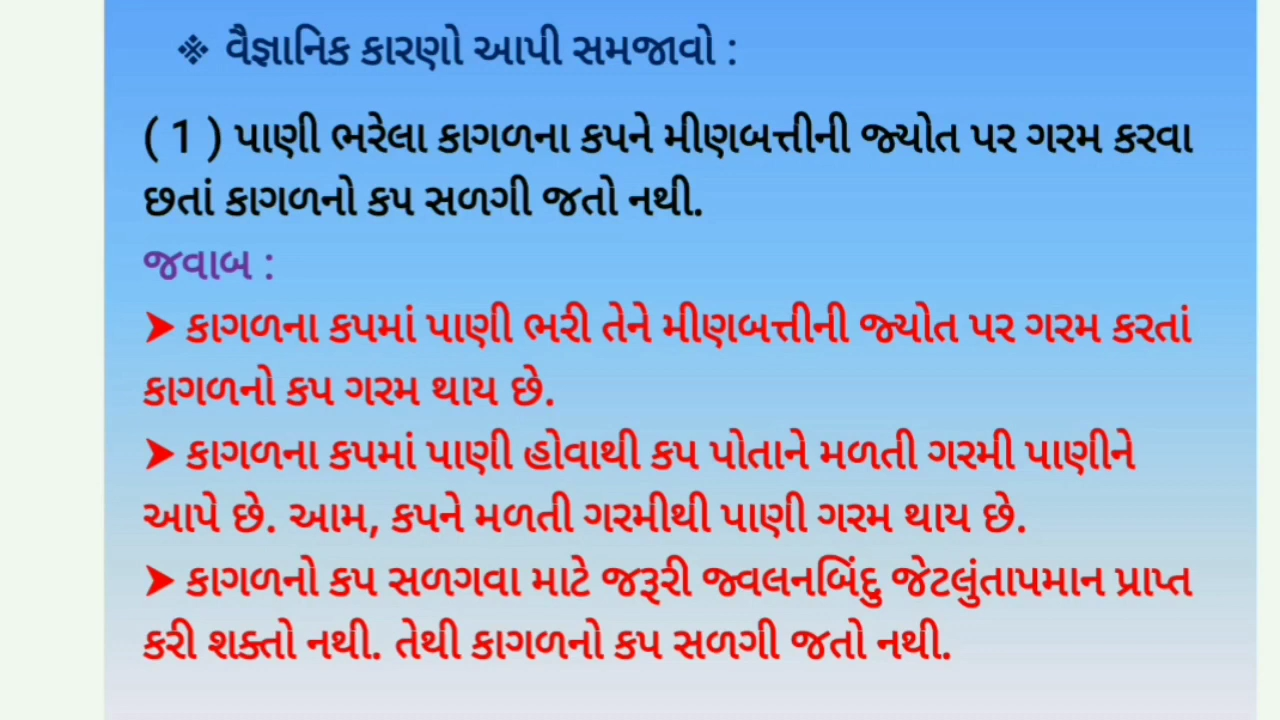 ❖ વૈજ્ઞાનિક કારણો આપી સમજાવો :
( 1 ) પાણી ભરેલા કાગળના કપને મીણબત્તીની જ્યોત પર ગરમ કરવા
છતાં કાગળનો કપ સળગી જતો નથી.
જવાબ :
➤ કાગળના કપમાં પાણી ભરી તેને મીણબત્તીની જ્યોત પર ગરમ કરતાં
કાગળનો કપ ગરમ થાય છે.
➤ કાગળના કપમાં પાણી હોવાથી કપ પોતાને મળતી ગરમી પાણીને
આપે છે. આમ, કપને મળતી ગરમીથી પાણી ગરમ થાય છે.
➤ કાગળનો કપ સળગવા માટે જરૂરી જ્વલનબિંદુ જેટલુંતાપમાન પ્રાપ્ત
કરી શક્તો નથી. તેથી કાગળનો કપ સળગી જતો નથી.